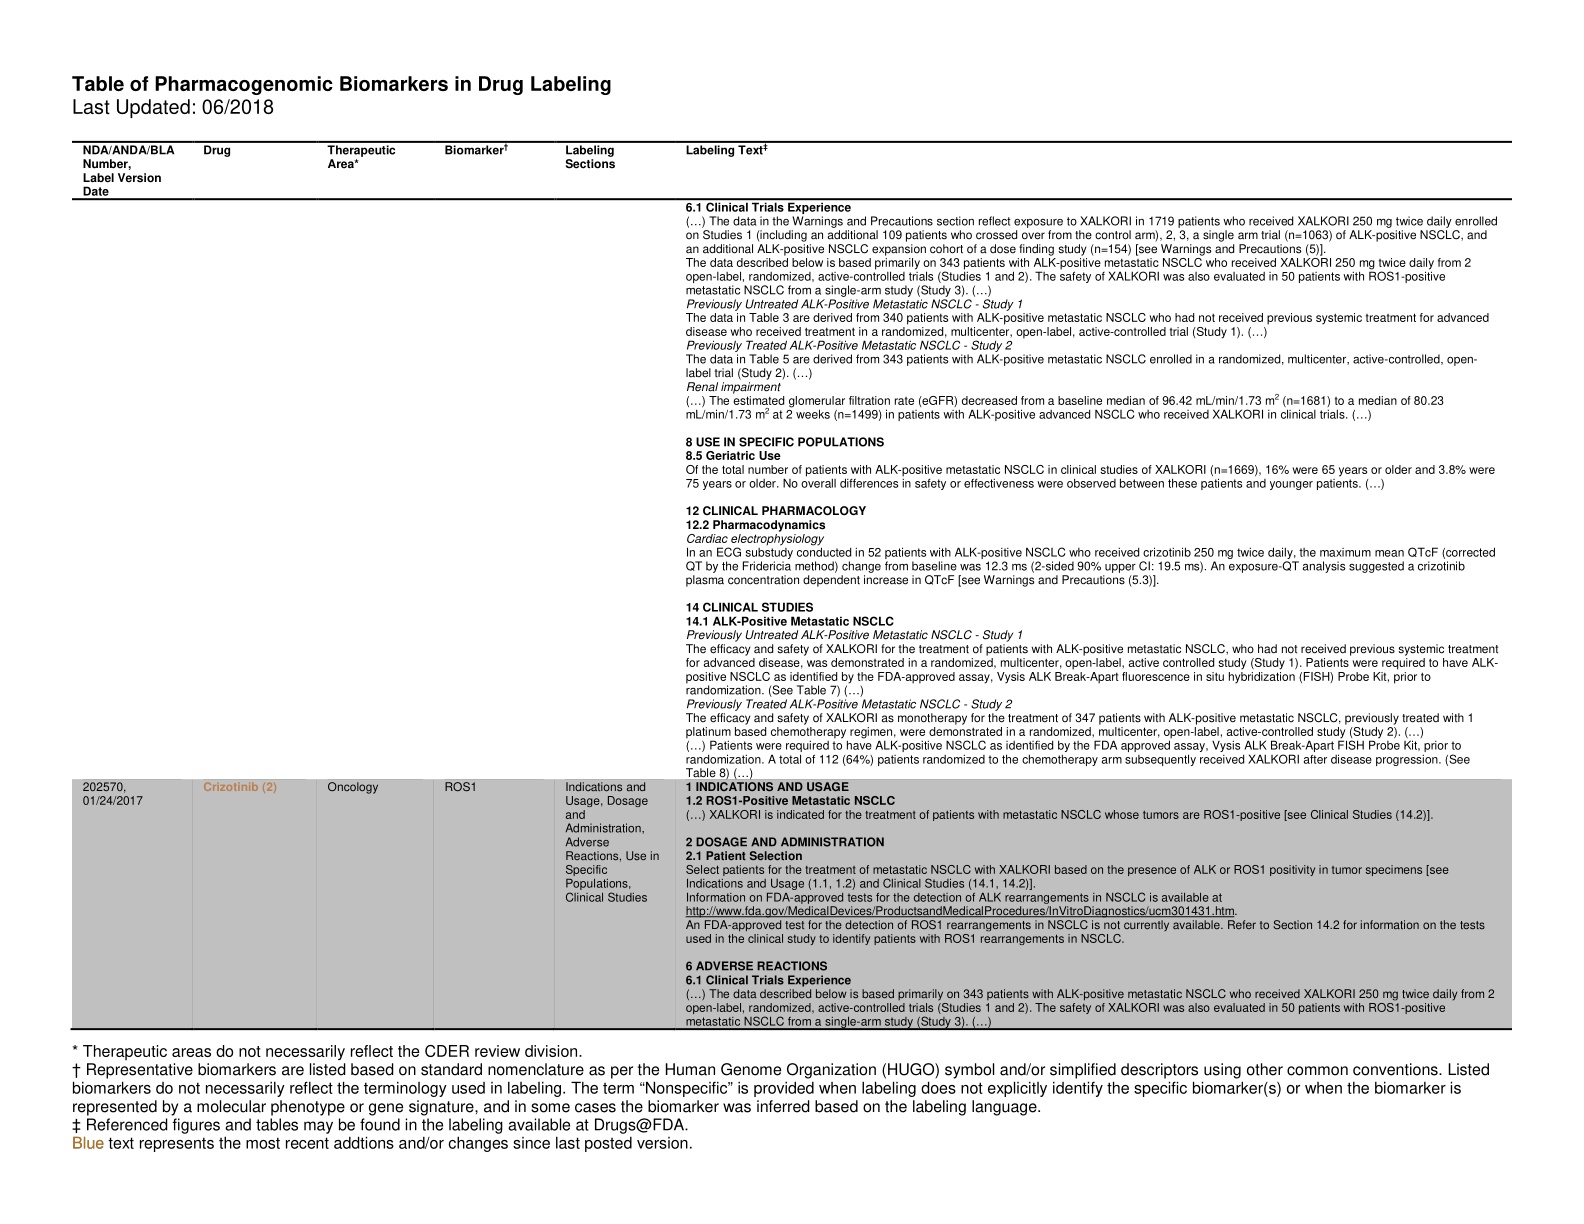 Table of Pharmacogenomic Biomarkers in Drug Labeling
Last Updated: 06/2018
NDA/ANDA/BLA
Number,
Label Version
Date
Drug
Therapeutic
Area*
Biomarker†
Labeling
Sections
Labeling Text‡
6.1 Clinical Trials Experience
(…) The data in the Warnings and Precautions section reflect exposure to XALKORI in 1719 patients who received XALKORI 250 mg twice daily enrolled
on Studies 1 (including an additional 109 patients who crossed over from the control arm), 2, 3, a single arm trial (n=1063) of ALK-positive NSCLC, and
an additional ALK-positive NSCLC expansion cohort of a dose finding study (n=154) [see Warnings and Precautions (5)].
The data described below is based primarily on 343 patients with ALK-positive metastatic NSCLC who received XALKORI 250 mg twice daily from 2
open-label, randomized, active-controlled trials (Studies 1 and 2). The safety of XALKORI was also evaluated in 50 patients with ROS1-positive
metastatic NSCLC from a single-arm study (Study 3). (…)
Previously Untreated ALK-Positive Metastatic NSCLC - Study 1
The data in Table 3 are derived from 340 patients with ALK-positive metastatic NSCLC who had not received previous systemic treatment for advanced
disease who received treatment in a randomized, multicenter, open-label, active-controlled trial (Study 1). (…)
Previously Treated ALK-Positive Metastatic NSCLC - Study 2
The data in Table 5 are derived from 343 patients with ALK-positive metastatic NSCLC enrolled in a randomized, multicenter, active-controlled, open-
label trial (Study 2). (…)
Renal impairment
(…) The estimated glomerular filtration rate (eGFR) decreased from a baseline median of 96.42 mL/min/1.73 m² (n=1681) to a median of 80.23
mL/min/1.73 m² at 2 weeks (n=1499) in patients with ALK-positive advanced NSCLC who received XALKORI in clinical trials. (…)
8 USE IN SPECIFIC POPULATIONS
8.5 Geriatric Use
Of the total number of patients with ALK-positive metastatic NSCLC in clinical studies of XALKORI (n=1669), 16% were 65 years or older and 3.8% were
75 years or older. No overall differences in safety or effectiveness were observed between these patients and younger patients. (…)
12 CLINICAL PHARMACOLOGY
12.2 Pharmacodynamics
Cardiac electrophysiology
In an ECG substudy conducted in 52 patients with ALK-positive NSCLC who received crizotinib 250 mg twice daily, the maximum mean QTcF (corrected
QT by the Fridericia method) change from baseline was 12.3 ms (2-sided 90% upper CI: 19.5 ms). An exposure-QT analysis suggested a crizotinib
plasma concentration dependent increase in QTcF [see Warnings and Precautions (5.3)].
14 CLINICAL STUDIES
14.1 ALK-Positive Metastatic NSCLC
Previously Untreated ALK-Positive Metastatic NSCLC - Study 1
The efficacy and safety of XALKORI for the treatment of patients with ALK-positive metastatic NSCLC, who had not received previous systemic treatment
for advanced disease, was demonstrated in a randomized, multicenter, open-label, active controlled study (Study 1). Patients were required to have ALK-
positive NSCLC as identified by the FDA-approved assay, Vysis ALK Break-Apart fluorescence in situ hybridization (FISH) Probe Kit, prior to
randomization. (See Table 7) (…)
Previously Treated ALK-Positive Metastatic NSCLC - Study 2
The efficacy and safety of XALKORI as monotherapy for the treatment of 347 patients with ALK-positive metastatic NSCLC, previously treated with 1
platinum based chemotherapy regimen, were demonstrated in a randomized, multicenter, open-label, active-controlled study (Study 2). (…)
(…) Patients were required to have ALK-positive NSCLC as identified by the FDA approved assay, Vysis ALK Break-Apart FISH Probe Kit, prior to
randomization. A total of 112 (64%) patients randomized to the chemotherapy arm subsequently received XALKORI after disease progression. (See
Table 8) (…)
202570,
01/24/2017
Crizotinib (2)
Oncology
ROS1
Indications and
Usage, Dosage
and
Administration,
Adverse
Reactions, Use in
Specific
Populations,
Clinical Studies
1 INDICATIONS AND USAGE
1.2 ROS1-Positive Metastatic NSCLC
(…) XALKORI is indicated for the treatment of patients with metastatic NSCLC whose tumors are ROS1-positive [see Clinical Studies (14.2)].
2 DOSAGE AND ADMINISTRATION
2.1 Patient Selection
Select patients for the treatment of metastatic NSCLC with XALKORI based on the presence of ALK or ROS1 positivity in tumor specimens [see
Indications and Usage (1.1, 1.2) and Clinical Studies (14.1, 14.2)].
Information on FDA-approved tests for the detection of ALK rearrangements in NSCLC is available at
http://www.fda.gov/MedicalDevices/ProductsandMedicalProcedures/InVitroDiagnostics/ucm301431.htm.
An FDA-approved test for the detection of ROS1 rearrangements in NSCLC is not currently available. Refer to Section 14.2 for information on the tests
used in the clinical study to identify patients with ROS1 rearrangements in NSCLC.
6 ADVERSE REACTIONS
6.1 Clinical Trials Experience
(…) The data described below is based primarily on 343 patients with ALK-positive metastatic NSCLC who received XALKORI 250 mg twice daily from 2
open-label, randomized, active-controlled trials (Studies 1 and 2). The safety of XALKORI was also evaluated in 50 patients with ROS1-positive
metastatic NSCLC from a single-arm study (Study 3). (…)
* Therapeutic areas do not necessarily reflect the CDER review division.
† Representative biomarkers are listed based on standard nomenclature as per the Human Genome Organization (HUGO) symbol and/or simplified descriptors using other common conventions. Listed
biomarkers do not necessarily reflect the terminology used in labeling. The term “Nonspecific” is provided when labeling does not explicitly identify the specific biomarker(s) or when the biomarker is
represented by a molecular phenotype or gene signature, and in some cases the biomarker was inferred based on the labeling language.
‡ Referenced figures and tables may be found in the labeling available at Drugs@FDA.
Blue text represents the most recent addtions and/or changes since last posted version.